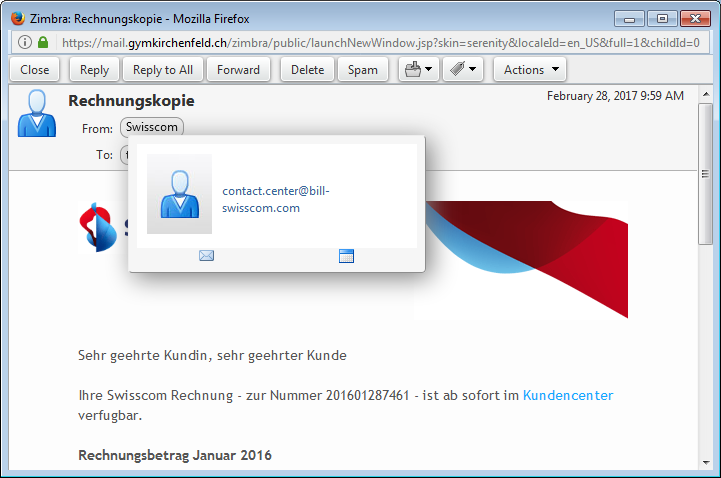 Zimbra: Rechnungskopie - Mozilla Firefox
https://mail.gymkirchenfeld.ch/zimbra/public/launchNewWindow.jsp?skin=serenity&localeId=en_US&full=1&childId=0
Close Reply Reply to All Forward Delete Spam Actions
Rechnungskopie February 28, 2017 9:59 AM
From: Swisscom
To:
contact.center@bill-
swisscom.com
Sehr geehrte Kundin, sehr geehrter Kunde
Ihre Swisscom Rechnung - zur Nummer 201601287461 - ist ab sofort im Kundencenter
verfugbar.
Rechnungsbetrag Januar 2016